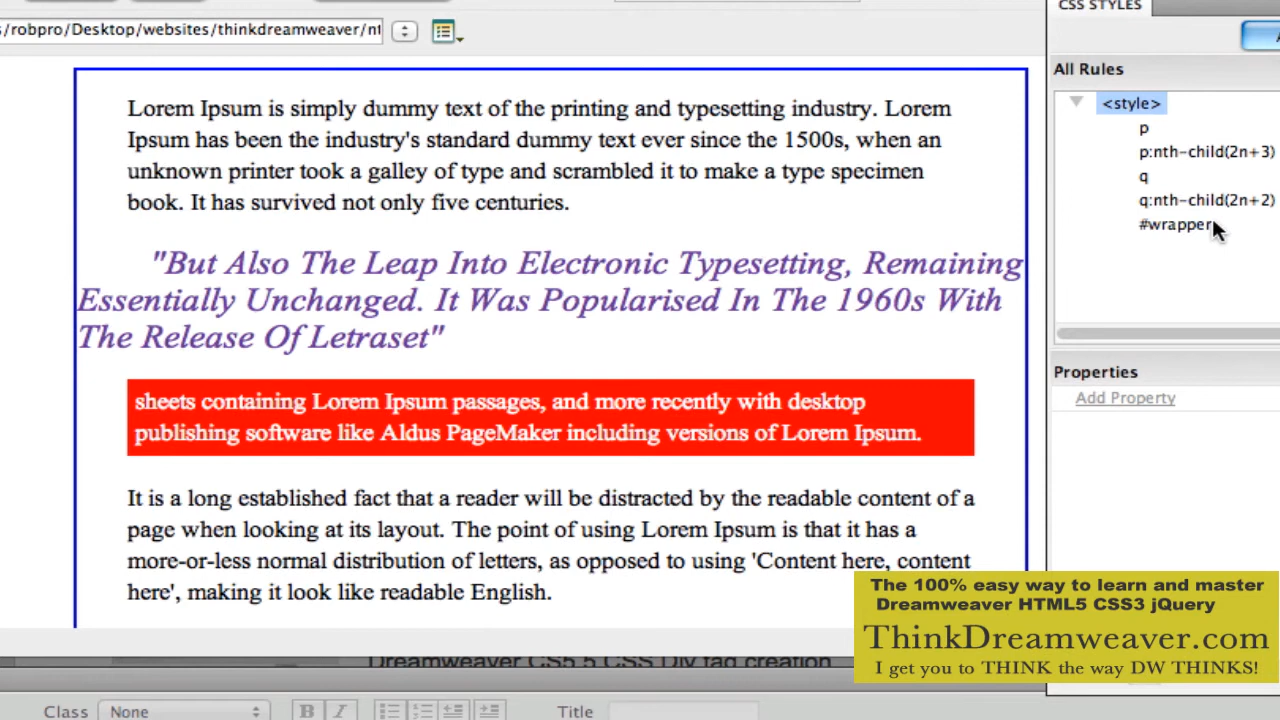 CSS STYLES
s/robpro/Desktop/websites/thinkdreamweaver/nt
All Rules
<style>
p
p:nth-child(2n+3)
q
q:nth-child(2n+2)
#wrapper
Properties
Add Property
Lorem Ipsum is simply dummy text of the printing and typesetting industry. Lorem
Ipsum has been the industry's standard dummy text ever since the 1500s, when an
unknown printer took a galley of type and scrambled it to make a type specimen
book. It has survived not only five centuries.
"But Also The Leap Into Electronic Typesetting, Remaining
Essentially Unchanged. It Was Popularised In The 1960s With
The Release Of Letraset"
sheets containing Lorem Ipsum passages, and more recently with desktop
publishing software like Aldus PageMaker including versions of Lorem Ipsum.
It is a long established fact that a reader will be distracted by the readable content of a
page when looking at its layout. The point of using Lorem Ipsum is that it has a
more-or-less normal distribution of letters, as opposed to using 'Content here, content
here', making it look like readable English.
The 100% easy way to learn and master
Dreamweaver HTML5 CSS3 jQuery
ThinkDreamweaver.com
I get you to THINK the way DW THINKS!
Dreamweaver CS5.5 CSS Div tag creation
Class None B I Title